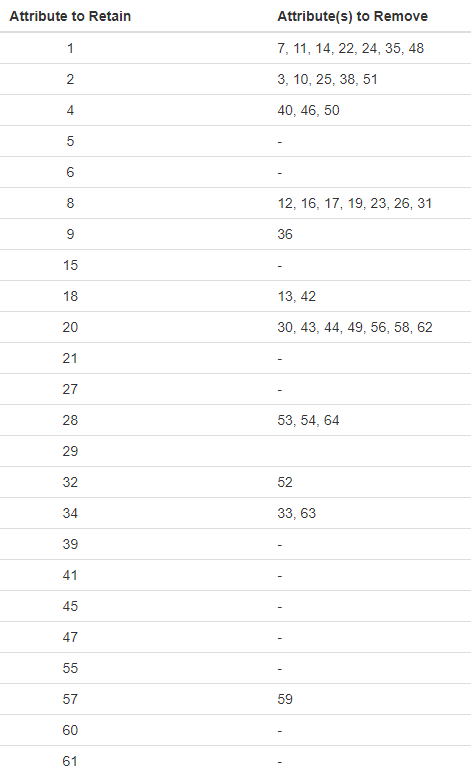 Attribute to Retain Attribute(s) to Remove
1 7, 11, 14, 22, 24, 35, 48
2 3, 10, 25, 38, 51
4 40, 46, 50
5 -
6 -
8 12, 16, 17, 19, 23, 26, 31
9 36
15 -
18 13, 42
20 30, 43, 44, 49, 56, 58, 62
21 -
27 -
28 53, 54, 64
29
32 52
34 33, 63
39 -
41 -
45 -
47 -
55 -
57 59
60 -
61 -